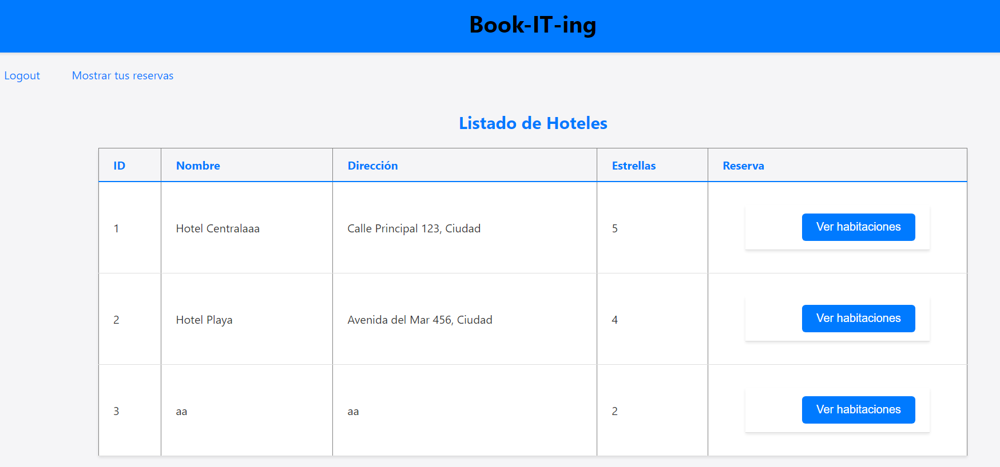 Book-IT-ing
Logout Mostrar tus reservas
Listado de Hoteles
ID Nombre Dirección Estrellas Reserva
1 Hotel Centralaaa Calle Principal 123, Ciudad 5 Ver habitaciones
2 Hotel Playa Avenida del Mar 456, Ciudad 4 Ver habitaciones
3 aa aa 2 Ver habitaciones